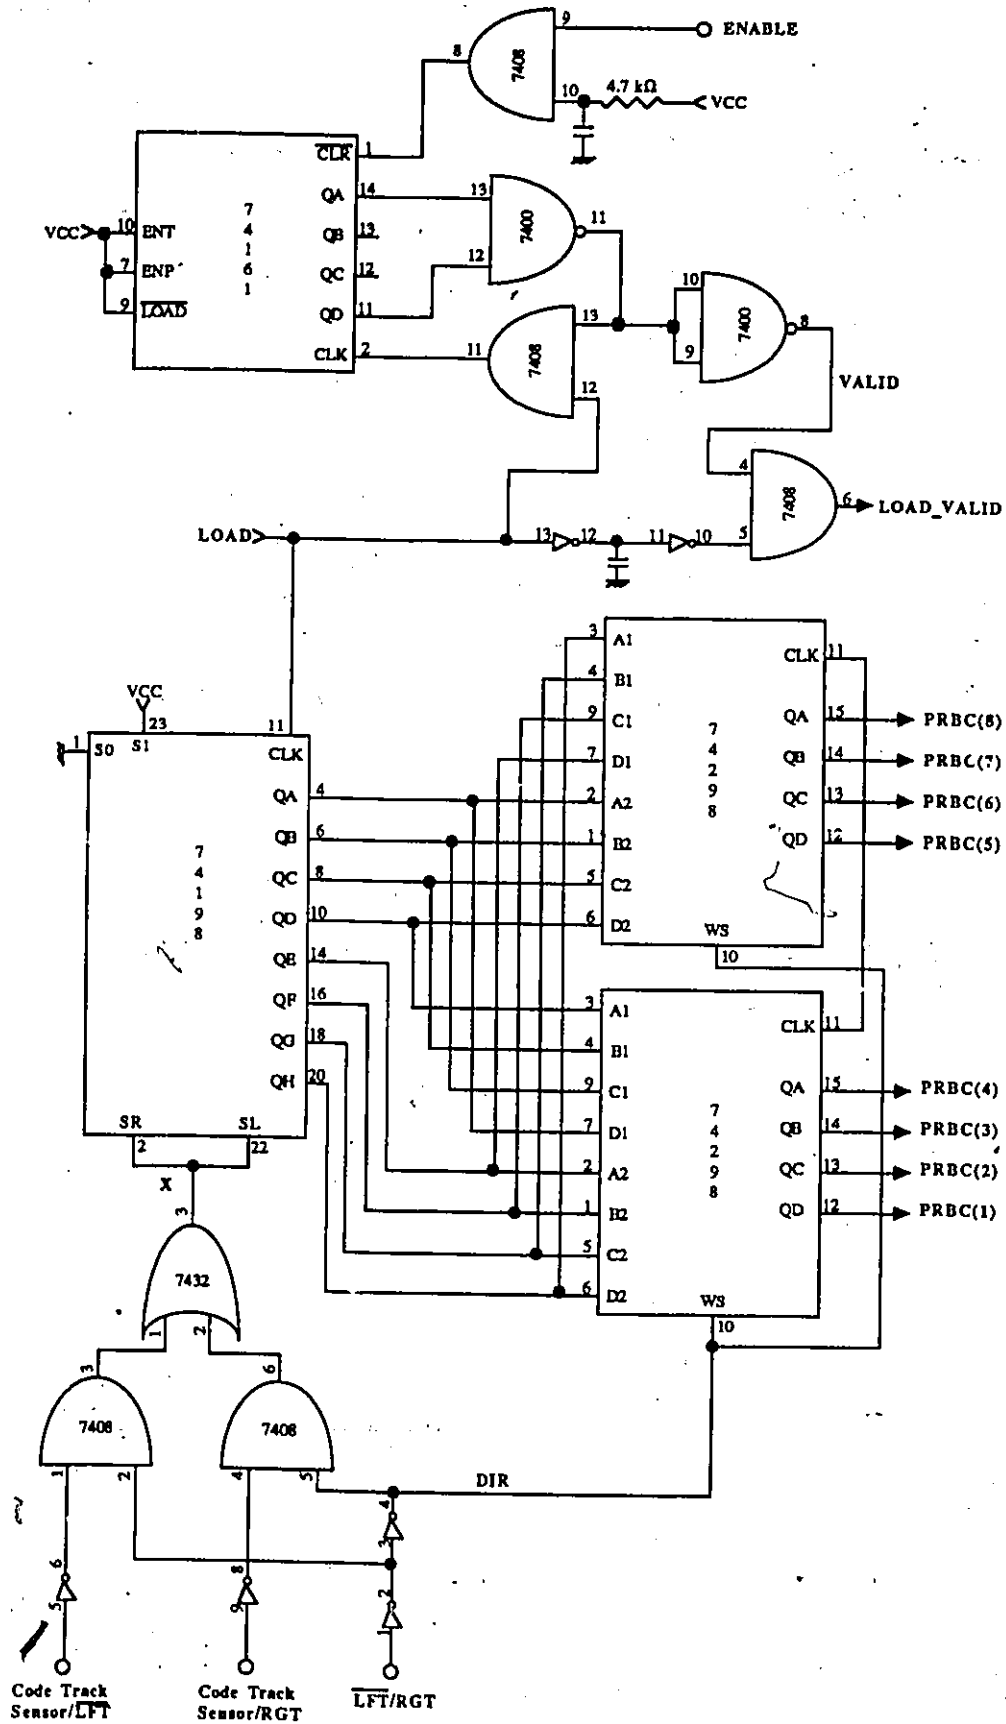 9
ENABLE
8
7408
10
4.7 kΩ
VCC
CLR
1
QA
14
13
7400
11
VCC
10
ENT
7
4
1
6
1
QB
13
7
ENP
QC
12
12
9
LOAD
QD
11
CLK
2
11
7408
13
12
10
9
7400
8
VALID
4
5
7408
6
LOAD_VALID
LOAD
13
12
11
10
VCC
23
1
S0
S1
11
CLK
7
4
1
9
8
QA
4
QB
6
QC
8
QD
10
QE
14
QF
16
QG
18
QH
20
SR
SL
2
22
3
A1
4
B1
9
C1
7
D1
2
A2
1
B2
5
C2
6
D2
7
4
2
9
8
CLK
11
QA
15
PRBC(8)
QB
14
PRBC(7)
QC
13
PRBC(6)
QD
12
PRBC(5)
WS
10
3
A1
4
B1
9
C1
7
D1
2
A2
1
B2
5
C2
6
D2
7
4
2
9
8
CLK
11
QA
15
PRBC(4)
QB
14
PRBC(3)
QC
13
PRBC(2)
QD
12
PRBC(1)
WS
10
X
3
7432
1
2
3
7408
1
2
6
7408
4
5
DIR
4
3
6
5
8
9
2
1
Code Track
Sensor/LFT
Code Track
Sensor/RGT
LFT/RGT